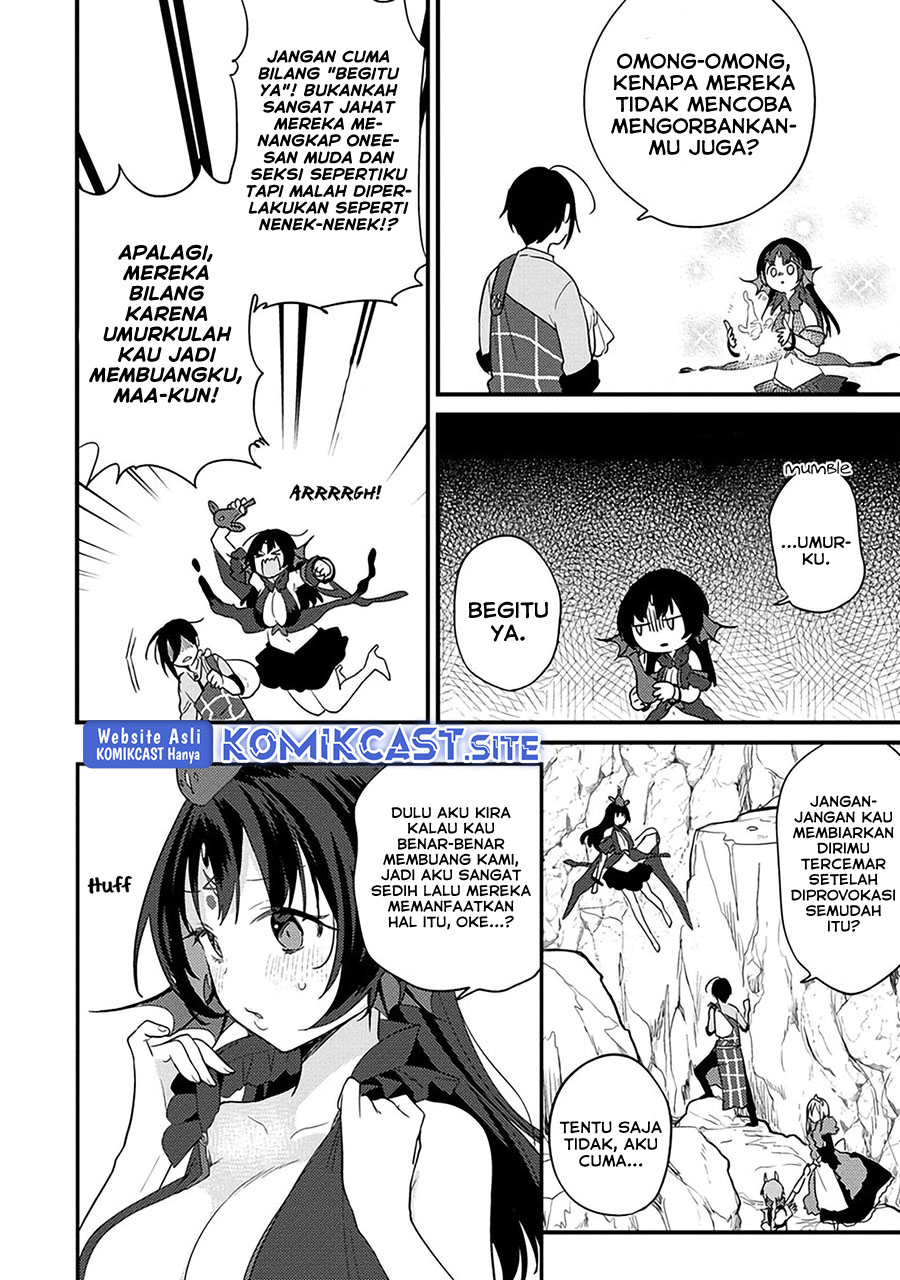 OMONG-OMONG,
KENAPA MEREKA
TIDAK MENCOBA
MENGORBANKAN-
MU JUGA?
mumble
...UMUR-
KU.
BEGITU
YA.
JANGAN CUMA
BILANG "BEGITU
YA"! BUKANKAH
SANGAT JAHAT
MEREKA ME-
NANGKAP ONEE-
SAN MUDA DAN
SEKSI SEPERTIKU
TAPI MALAH DIPER-
LAKUKAN SEPERTI
NENEK-NENEK!?
APALAGI,
MEREKA
BILANG
KARENA
UMURKULAH
KAU JADI
MEMBUANGKU,
MAA-KUN!
ARRRRGH!
Website Asli
KOMIKCAST Hanya
KOMIKCAST.SITE
JANGAN-
JANGAN KAU
MEMBIARKAN
DIRIMU
TERCEMAR
SETELAH
DIPROVOKASI
SEMUDAH
ITU?
TENTU SAJA
TIDAK, AKU
CUMA...
DULU AKU KIRA
KALAU KAU
BENAR-BENAR
MEMBUANG KAMI,
JADI AKU SANGAT
SEDIH LALU MEREKA
MEMANFAATKAN
HAL ITU, OKE...?
Huff